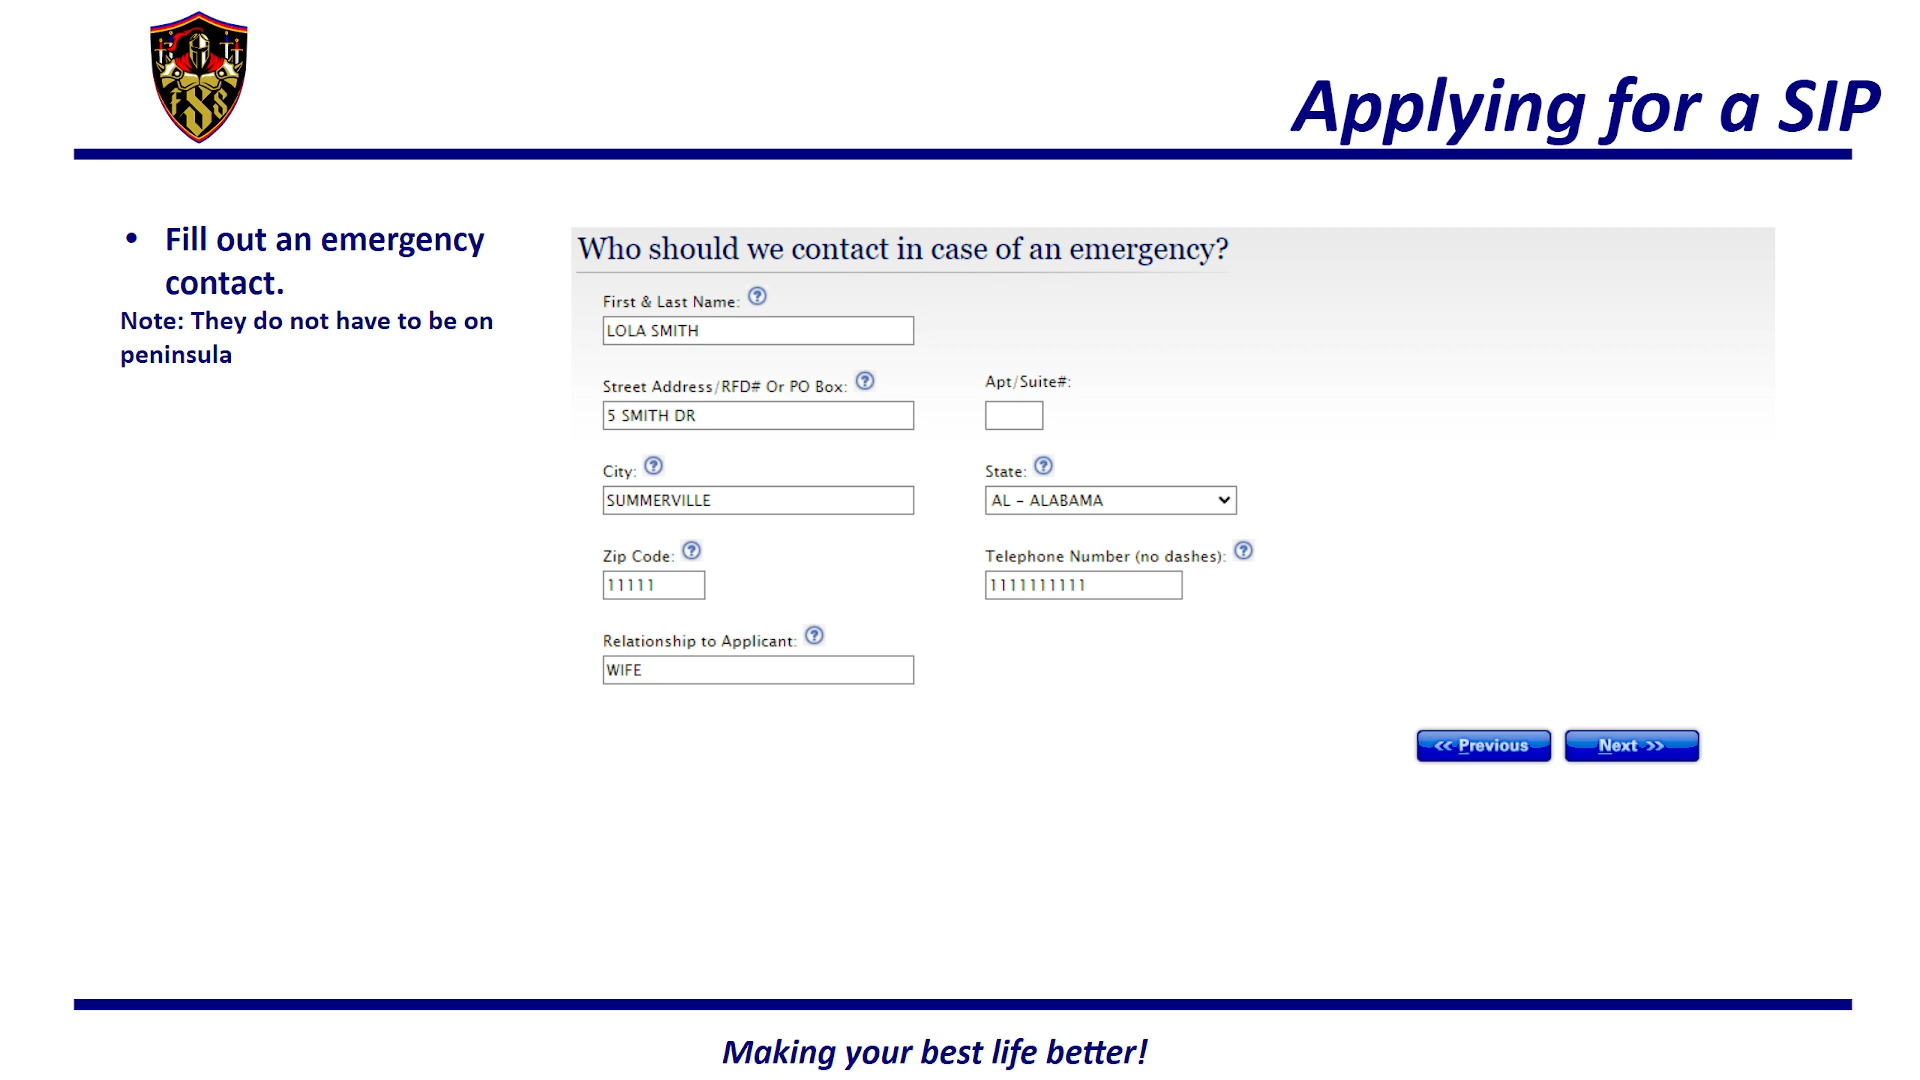 FSS
Applying for a SIP
• Fill out an emergency
contact.
Note: They do not have to be on
peninsula
Who should we contact in case of an emergency?
First & Last Name: ?
LOLA SMITH
Street Address/RFD# Or PO Box: ? Apt/Suite#:
5 SMITH DR
City: ? State: ?
SUMMERVILLE AL - ALABAMA
Zip Code: ? Telephone Number (no dashes): ?
11111 1111111111
Relationship to Applicant: ?
WIFE
<< Previous Next >>
Making your best life better!